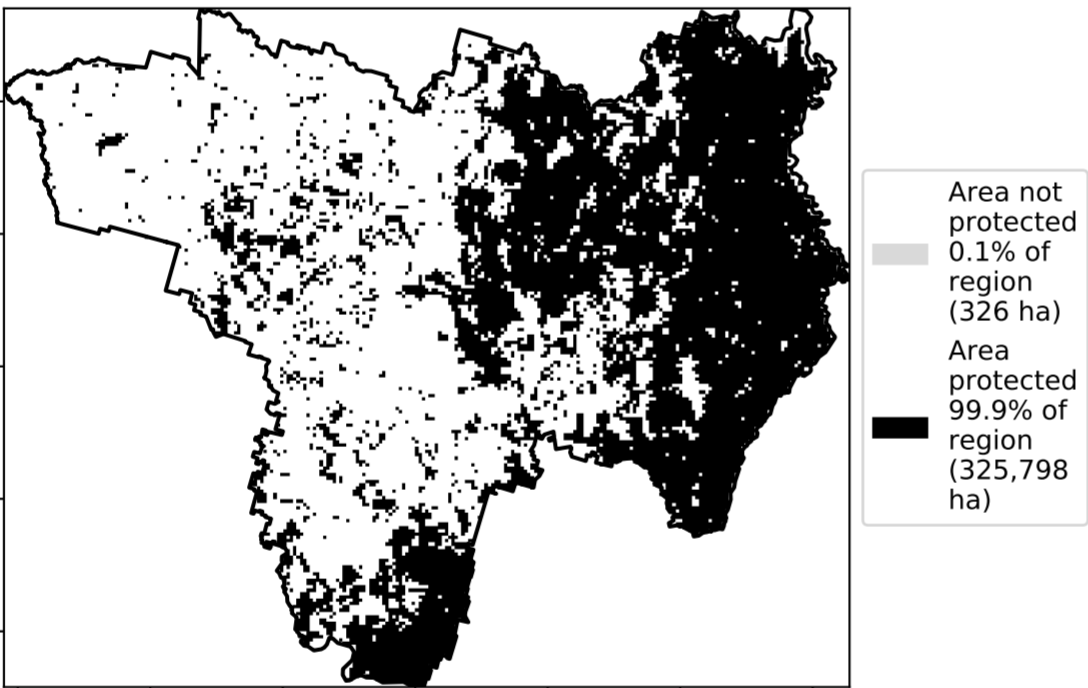 Area not
protected
0.1% of
region
(326 ha)
Area
protected
99.9% of
region
(325,798
ha)